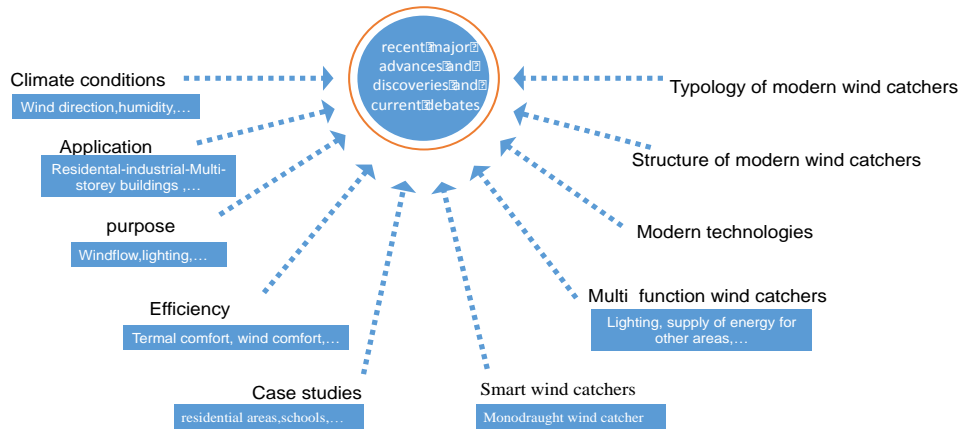 recent major
advances and
discoveries and
current debates
Climate conditions
Wind direction,humidity,...
Application
Residental-industrial-Multi-
storey buildings ,...
purpose
Windflow,lighting,...
Efficiency
Termal comfort, wind comfort,...
Case studies
residential areas,schools,...
Smart wind catchers
Monodraught wind catcher
Multi  function wind catchers
Lighting, supply of energy for
other areas,...
Modern technologies
Structure of modern wind catchers
Typology of modern wind catchers